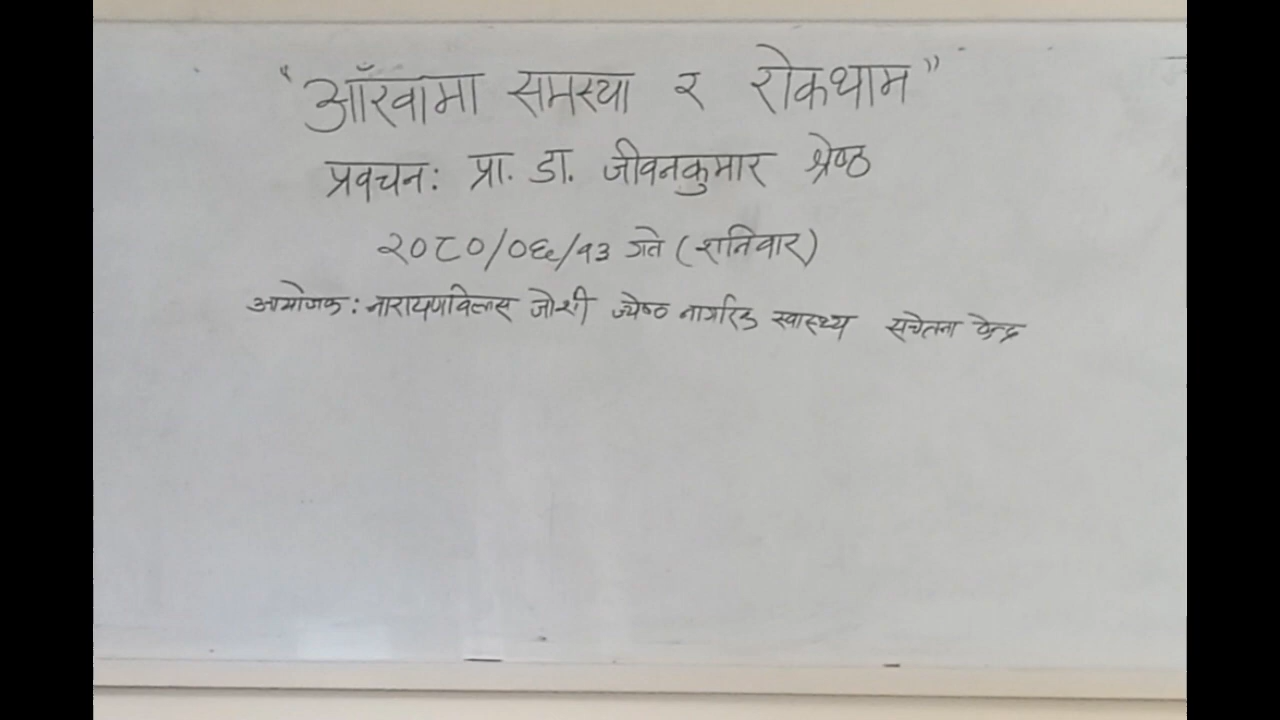 "आँखामा समस्या र रोकथाम"
प्रवचन: प्रा. डा. जीवनकुमार श्रेष्ठ
२०८०/०६/१३ गते (शनिवार)
आयोजक: नारायणविलास जोशी ज्येष्ठ नागरिक स्वास्थ्य सचेतना केन्द्र